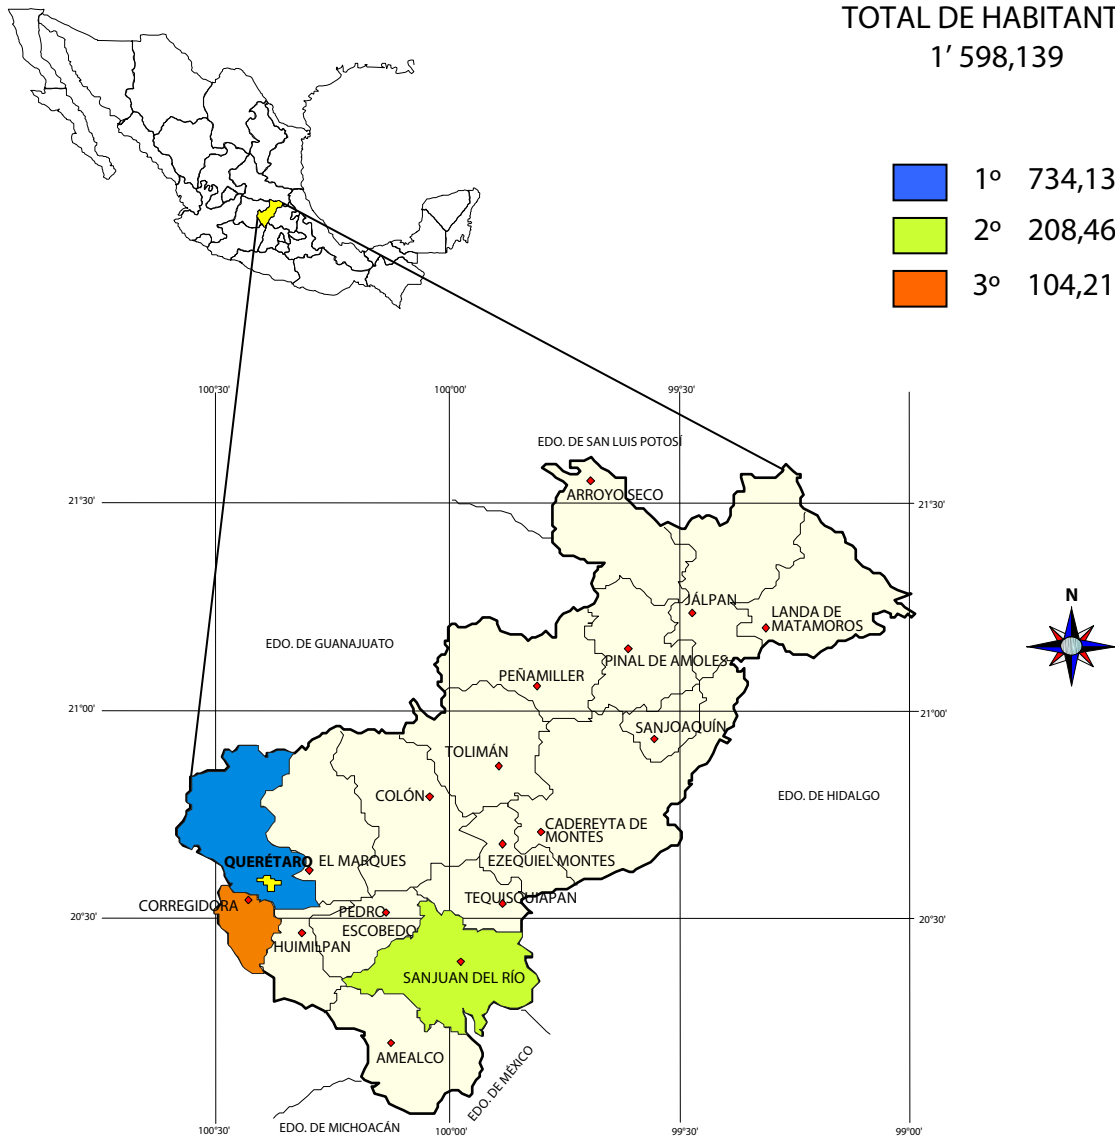 TOTAL DE HABITANT
1' 598,139
1º 734,13
2º 208,46
3º 104,21
100°30'
100°00'
99°30'
EDO. DE SAN LUIS POTOSÍ
ARROYO SECO
21°30'
21°30'
N
JÁLPAN
LANDA DE
MATAMOROS
EDO. DE GUANAJUATO
PINAL DE AMOLES
PEÑAMILLER
21°00'
21°00'
SANJOAQUÍN
TOLIMÁN
COLÓN
EDO. DE HIDALGO
CADEREYTA DE
MONTES
QUERÉTARO
EL MARQUES
EZEQUIEL MONTES
CORREGIDORA
TEQUISQUIAPAN
PEDRO
ESCOBEDO
20°30'
20°30'
HUIMILPAN
SANJUAN DEL RÍO
AMEALCO
EDO. DE MÉXICO
EDO. DE MICHOACÁN
100°30'
100°00'
99°30'
99°00'